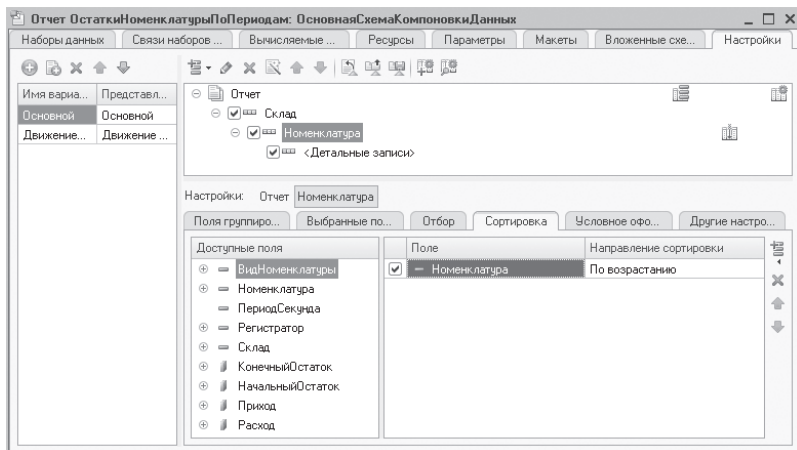 Отчет ОстаткиНоменклатурыПоПериодам: ОсновнаяСхемаКомпоновкиДанных
Наборы данных Связи наборов ... Вычисляемые ... Ресурсы Параметры Макеты Вложенные схе... Настройки
Имя вариа... Представл...
Основной Основной
Движение... Движение ...
Отчет
Склад
Номенклатура
<Детальные записи>
Настройки: Отчет Номенклатура
Поля группиро... Выбранные по... Отбор Сортировка Условное офо... Другие настро...
Доступные поля
ВидНоменклатуры
Номенклатура
ПериодСекунда
Регистратор
Склад
КонечныйОстаток
НачальныйОстаток
Приход
Расход
Поле Направление сортировки
Номенклатура По возрастанию